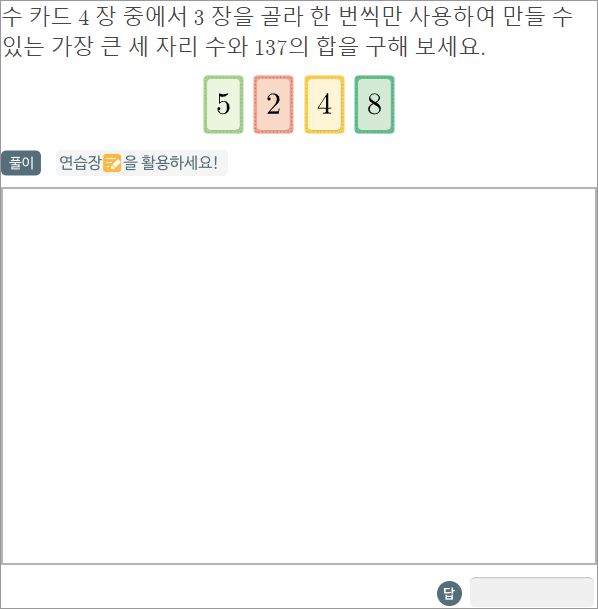 수 카드 4 장 중에서 3 장을 골라 한 번씩만 사용하여 만들 수
있는 가장 큰 세 자리 수와 137의 합을 구해 보세요.
5 2 4 8
풀이 연습장을 활용하세요!
답